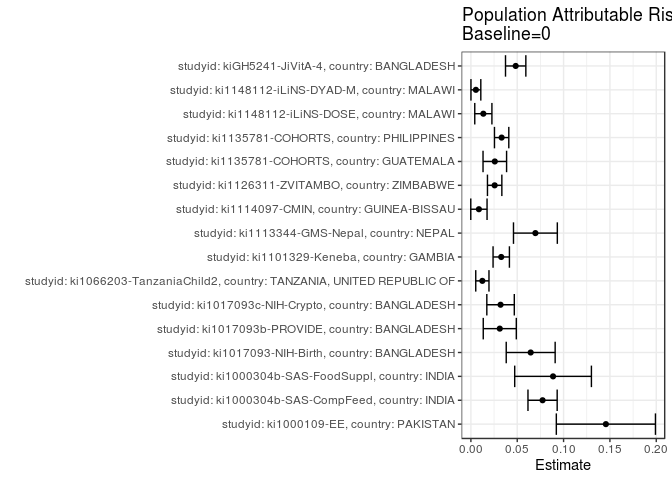 Population Attributable Ris
Baseline=0
studyid: kiGH5241-JiVitA-4, country: BANGLADESH
studyid: ki1148112-iLiNS-DYAD-M, country: MALAWI
studyid: ki1148112-iLiNS-DOSE, country: MALAWI
studyid: ki1135781-COHORTS, country: PHILIPPINES
studyid: ki1135781-COHORTS, country: GUATEMALA
studyid: ki1126311-ZVITAMBO, country: ZIMBABWE
studyid: ki1114097-CMIN, country: GUINEA-BISSAU
studyid: ki1113344-GMS-Nepal, country: NEPAL
studyid: ki1101329-Keneba, country: GAMBIA
studyid: ki1066203-TanzaniaChild2, country: TANZANIA, UNITED REPUBLIC OF
studyid: ki1017093c-NIH-Crypto, country: BANGLADESH
studyid: ki1017093b-PROVIDE, country: BANGLADESH
studyid: ki1017093-NIH-Birth, country: BANGLADESH
studyid: ki1000304b-SAS-FoodSuppl, country: INDIA
studyid: ki1000304b-SAS-CompFeed, country: INDIA
studyid: ki1000109-EE, country: PAKISTAN
0.00 0.05 0.10 0.15 0.20
Estimate